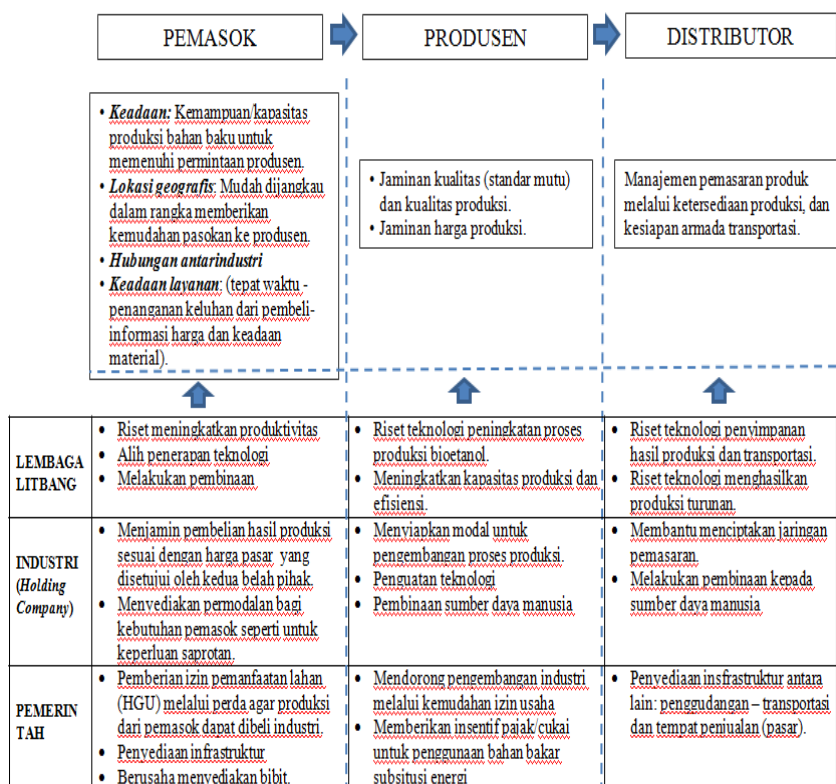 PEMASOK
PRODUSEN
DISTRIBUTOR
• Keadaan: Kemampuan/kapasitas
produksi bahan baku untuk
memenuhi permintaan produsen.
• Lokasi geografis: Mudah dijangkau
dalam rangka memberikan
kemudahan pasokan ke produsen.
• Hubungan antarindustri
• Keadaan layanan: (tepat waktu -
penanganan keluhan dari pembeli-
informasi harga dan keadaan
material).
• Jaminan kualitas (standar mutu)
dan kualitas produksi.
• Jaminan harga produksi.
Manajemen pemasaran produk
melalui ketersediaan produksi, dan
kesiapan armada transportasi.
LEMBAGA
LITBANG
• Riset meningkatkan produktivitas
• Alih penerapan teknologi
• Melakukan pembinaan
• Riset teknologi peningkatan proses
produksi bioetanol.
• Meningkatkan kapasitas produksi dan
efisiensi.
• Riset teknologi penyimpanan
hasil produksi dan transportasi.
• Riset teknologi menghasilkan
produksi turunan.
INDUSTRI
(Holding
Company)
• Menjamin pembelian hasil produksi
sesuai dengan harga pasar yang
disetujui oleh kedua belah pihak.
• Menyediakan permodalan bagi
kebutuhan pemasok seperti untuk
keperluan saprotan.
• Menyiapkan modal untuk
pengembangan proses produksi.
• Penguatan teknologi
• Pembinaan sumber daya manusia
• Membantu menciptakan jaringan
pemasaran.
• Melakukan pembinaan kepada
sumber daya manusia
PEMERIN
TAH
• Pemberian izin pemanfaatan lahan
(HGU) melalui perda agar produksi
dari pemasok dapat dibeli industri.
• Penyediaan infrastruktur
• Berusaha menyediakan bibit.
• Mendorong pengembangan industri
melalui kemudahan izin usaha
• Memberikan insentif pajak/cukai
untuk penggunaan bahan bakar
subsitusi energi
• Penyediaan insfrastruktur antara
lain: penggudangan – transportasi
dan tempat penjualan (pasar).